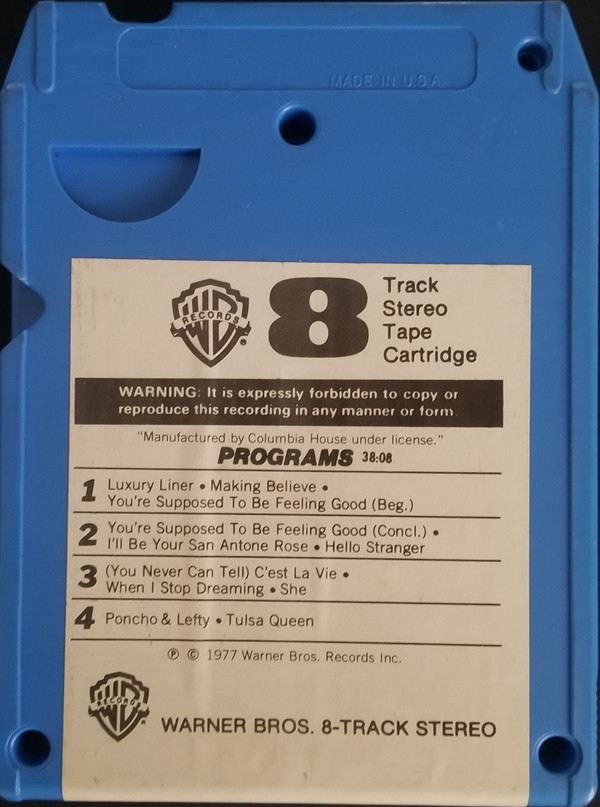 MADE IN U.S.A
WB
RECORDS
®
8
Track
Stereo
Tape
Cartridge
WARNING: It is expressly forbidden to copy or
reproduce this recording in any manner or form.
"Manufactured by Columbia House under license."
PROGRAMS 38:08
1 Luxury Liner • Making Believe •
You're Supposed To Be Feeling Good (Beg.)
2 You're Supposed To Be Feeling Good (Concl.) •
I'll Be Your San Antone Rose • Hello Stranger
3 (You Never Can Tell) C'est La Vie •
When I Stop Dreaming • She
4 Poncho & Lefty • Tulsa Queen
℗ © 1977 Warner Bros. Records Inc.
WB
RECORDS
®
WARNER BROS. 8-TRACK STEREO